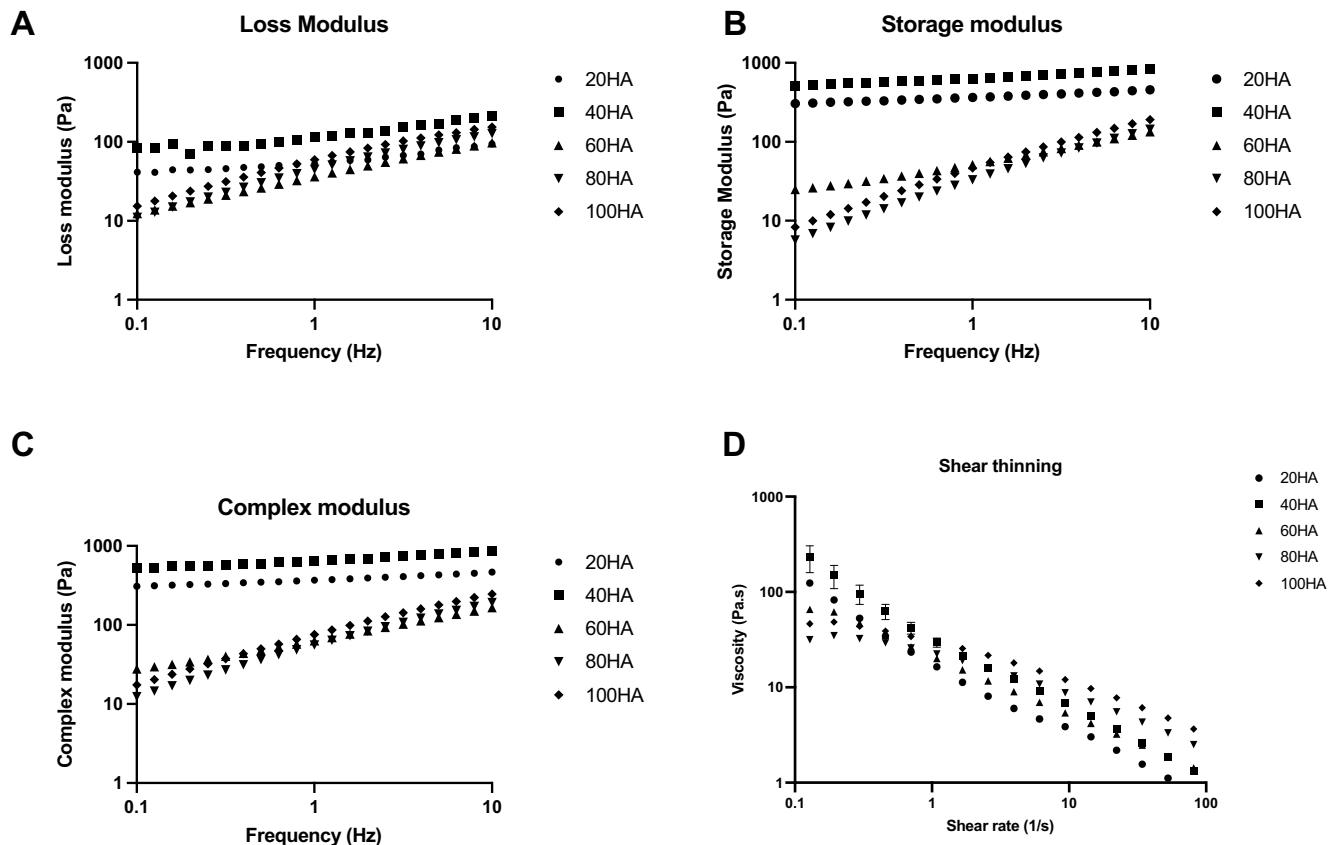 A
Loss Modulus
Loss modulus (Pa)
1000
100
10
1
0.1
1
10
Frequency (Hz)
20HA
40HA
60HA
80HA
100HA
B
Storage modulus
Storage Modulus (Pa)
1000
100
10
1
0.1
1
10
Frequency (Hz)
20HA
40HA
60HA
80HA
100HA
C
Complex modulus
Complex modulus (Pa)
1000
100
10
1
0.1
1
10
Frequency (Hz)
20HA
40HA
60HA
80HA
100HA
D
Shear thinning
Viscosity (Pa.s)
1000
100
10
1
0.1
1
10
100
Shear rate (1/s)
20HA
40HA
60HA
80HA
100HA